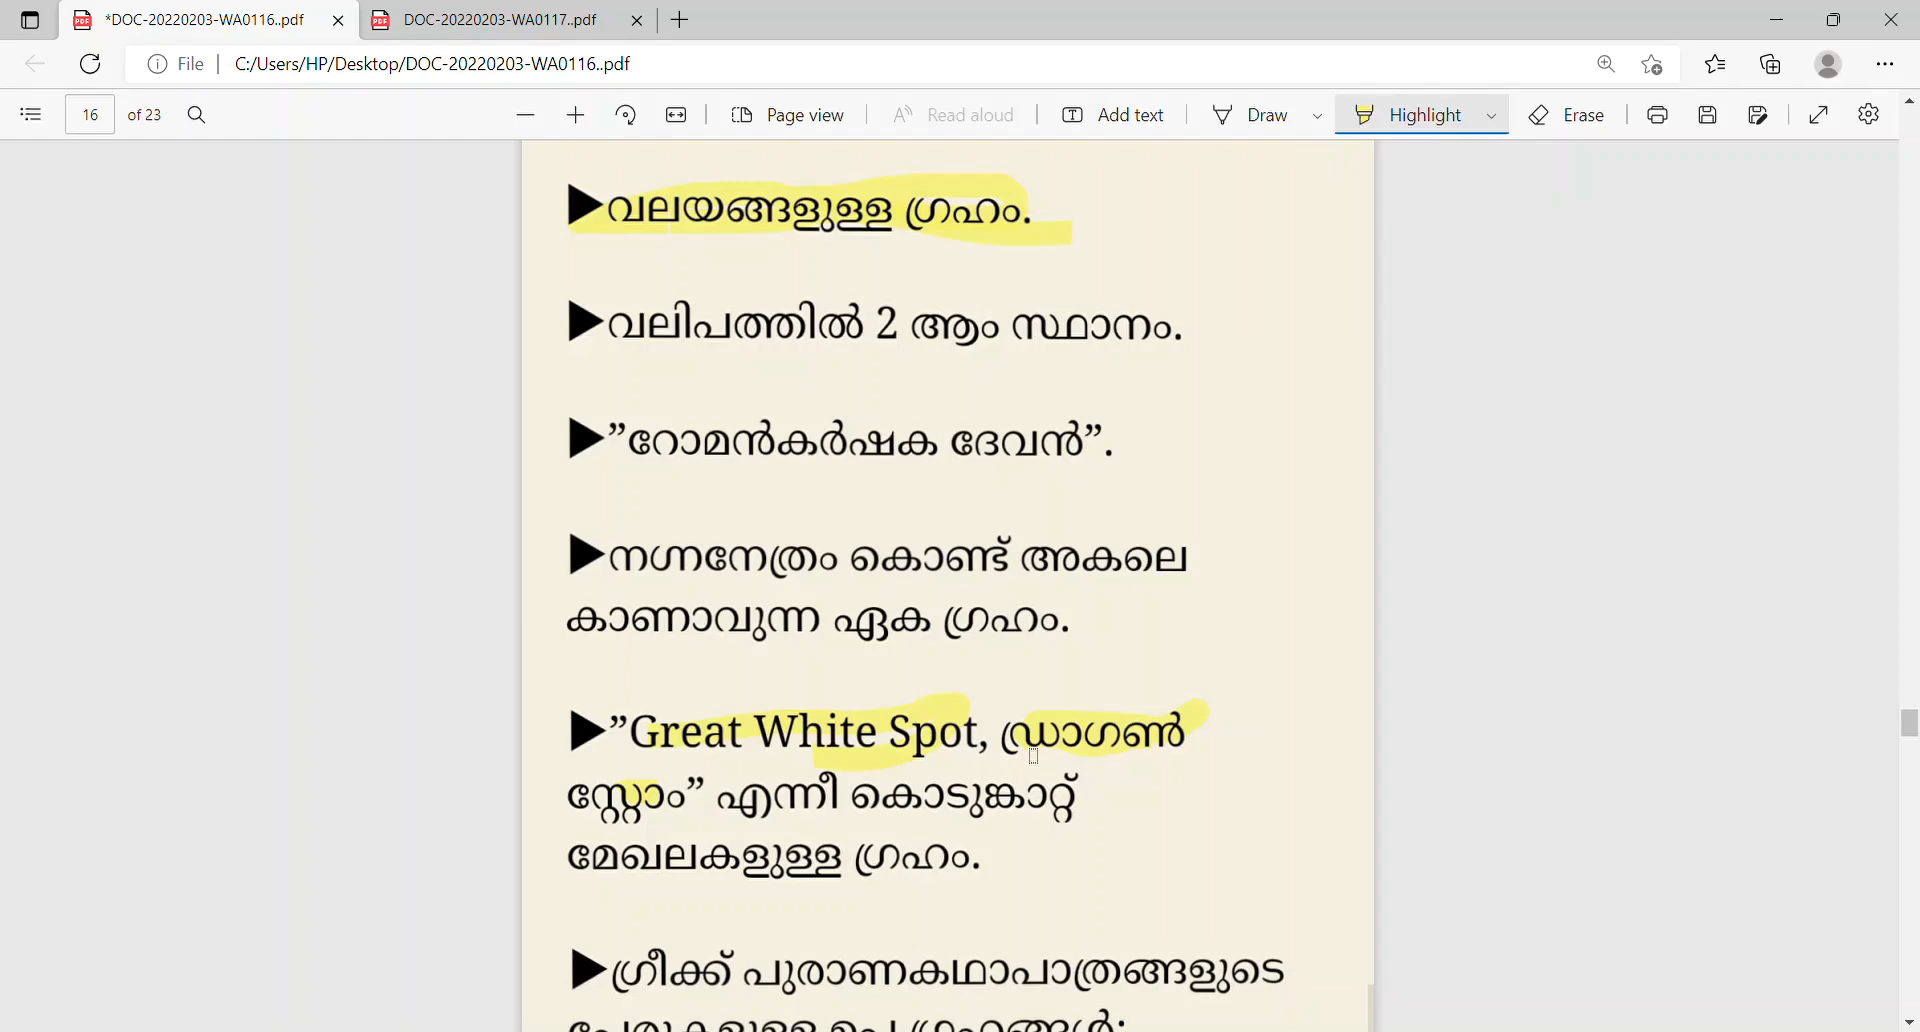 *DOC-20220203-WA0116..pdf
DOC-20220203-WA0117..pdf
File
C:/Users/HP/Desktop/DOC-20220203-WA0116..pdf
16 of 23
Page view
Read aloud
Add text
Draw
Highlight
Erase
▶വലയങ്ങളുള്ള ഗ്രഹം.
▶വലിപത്തിൽ 2 ആം സ്ഥാനം.
▶”റോമൻകർഷക ദേവൻ”.
▶നഗ്നനേത്രം കൊണ്ട് അകലെ
കാണാവുന്ന ഏക ഗ്രഹം.
▶”Great White Spot, ഡ്രാഗൺ
സ്റ്റോം” എന്നീ കൊടുങ്കാറ്റ്
മേഖലകളുള്ള ഗ്രഹം.
▶ഗ്രീക്ക് പുരാണകഥാപാത്രങ്ങളുടെ